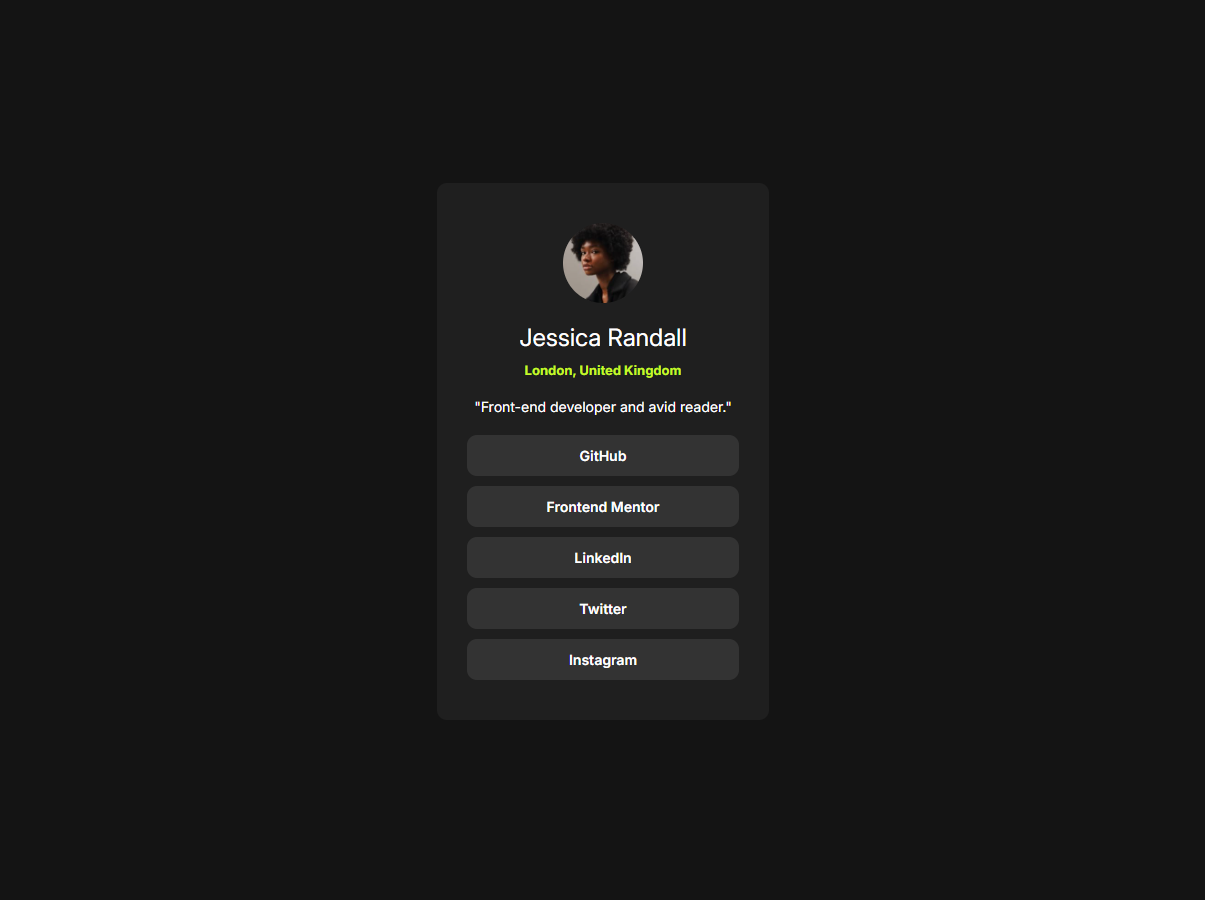 Jessica Randall
London, United Kingdom
"Front-end developer and avid reader."
GitHub
Frontend Mentor
LinkedIn
Twitter
Instagram